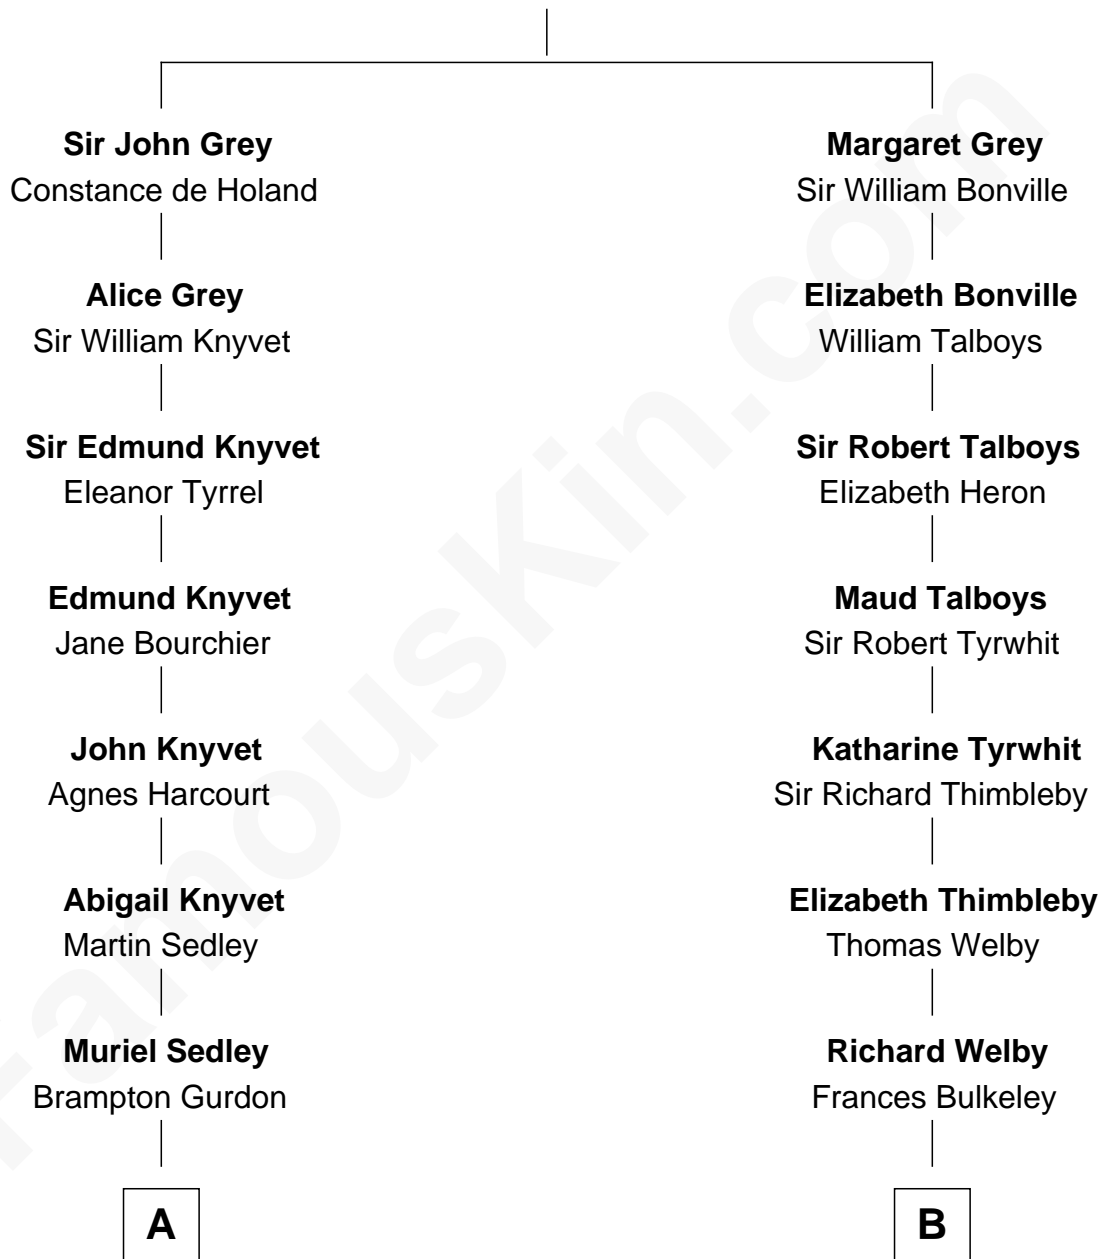 Sir John Grey
Constance de Holand
Alice Grey
Sir William Knyvet
Sir Edmund Knyvet
Eleanor Tyrrel
Edmund Knyvet
Jane Bourchier
John Knyvet
Agnes Harcourt
Abigail Knyvet
Martin Sedley
Muriel Sedley
Brampton Gurdon
A
Margaret Grey
Sir William Bonville
Elizabeth Bonville
William Talboys
Sir Robert Talboys
Elizabeth Heron
Maud Talboys
Sir Robert Tyrwhit
Katharine Tyrwhit
Sir Richard Thimbleby
Elizabeth Thimbleby
Thomas Welby
Richard Welby
Frances Bulkeley
B
FamousKin.com